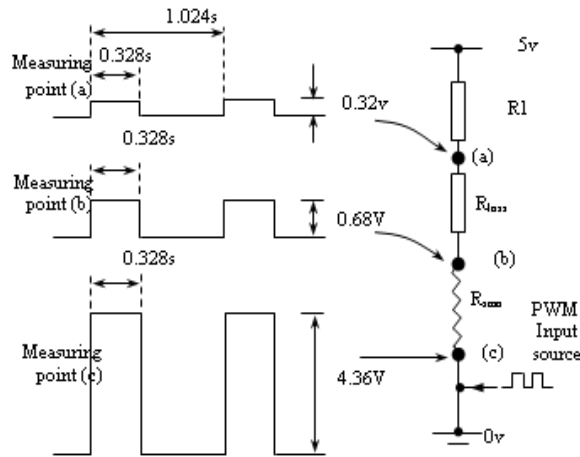 1.024s
5v
Measuring
point (a)
0.328s
0.32v
R1
(a)
0.328s
Measuring
point (b)
0.68V
(b)
0.328s
PWM
Input
source
Measuring
point (c)
4.36V
(c)
0v